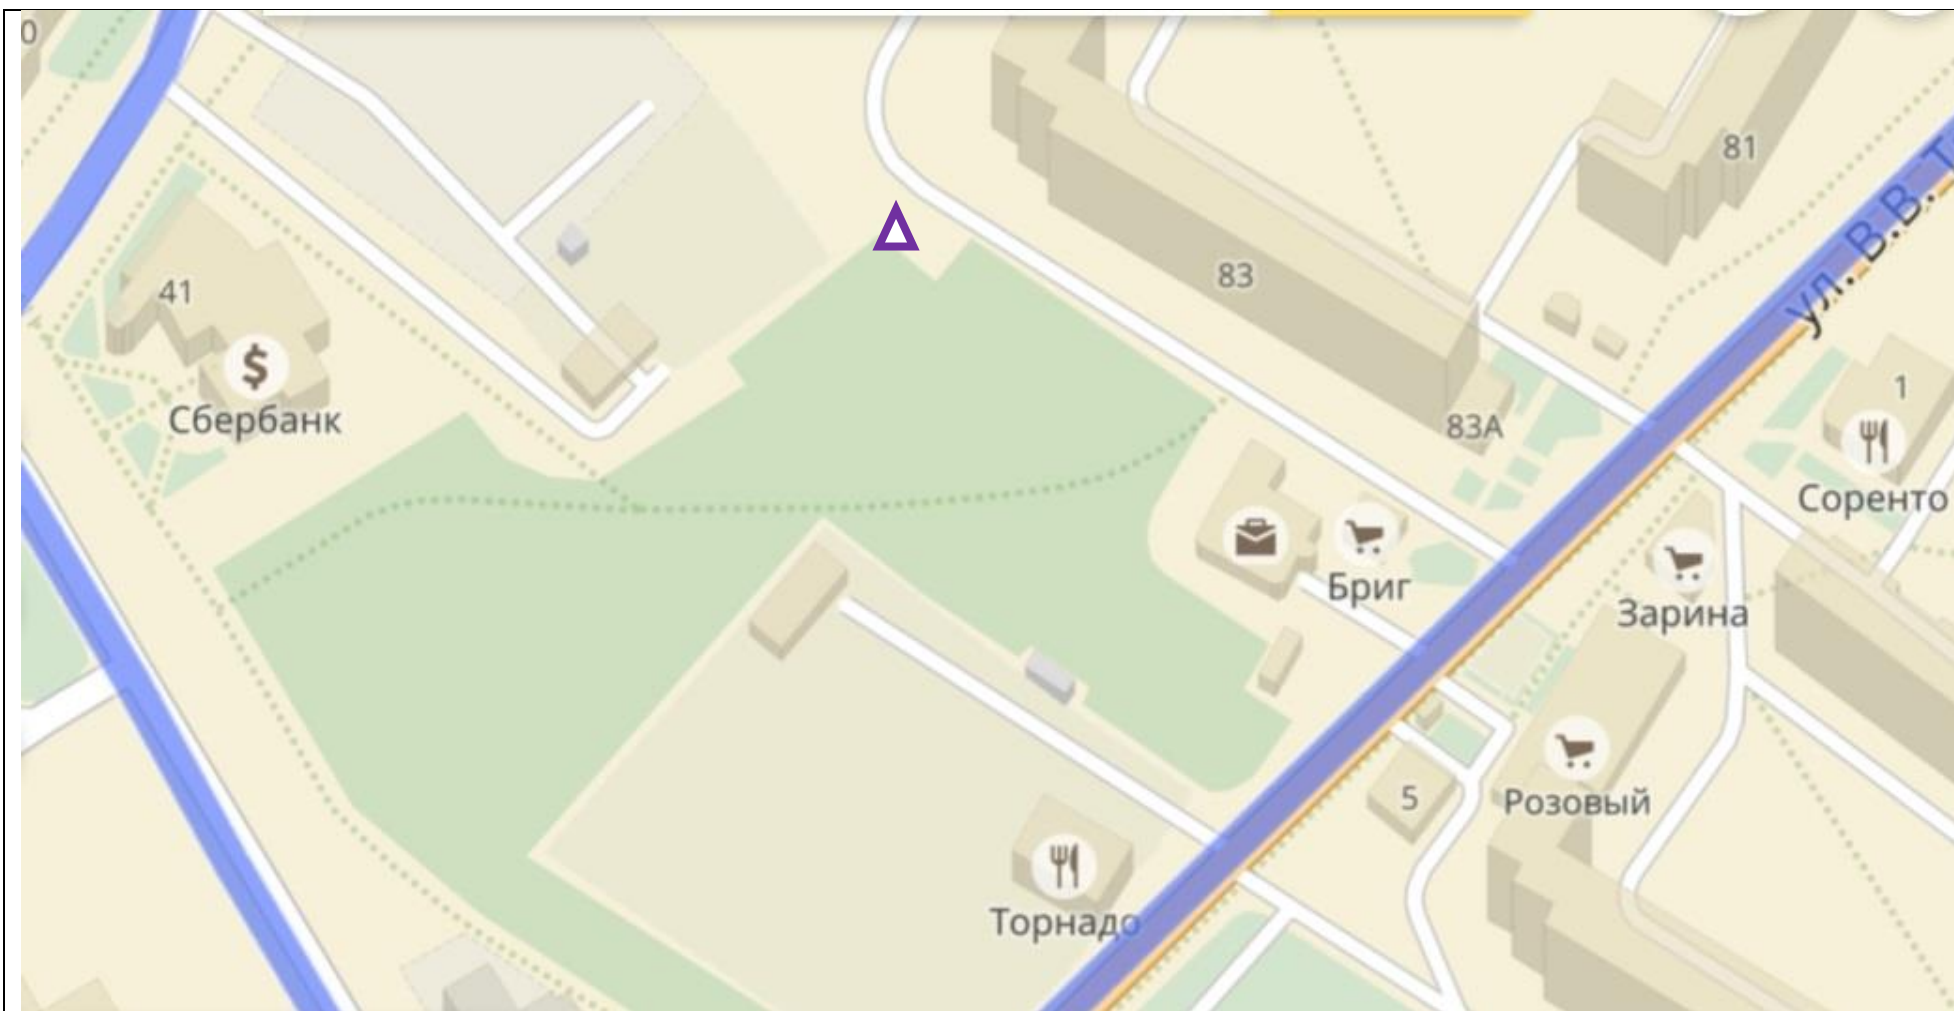 0
81
ул. В.В. Т
83
41
1
Сбербанк
83А
Соренто
Бриг
Зарина
5
Розовый
Торнадо